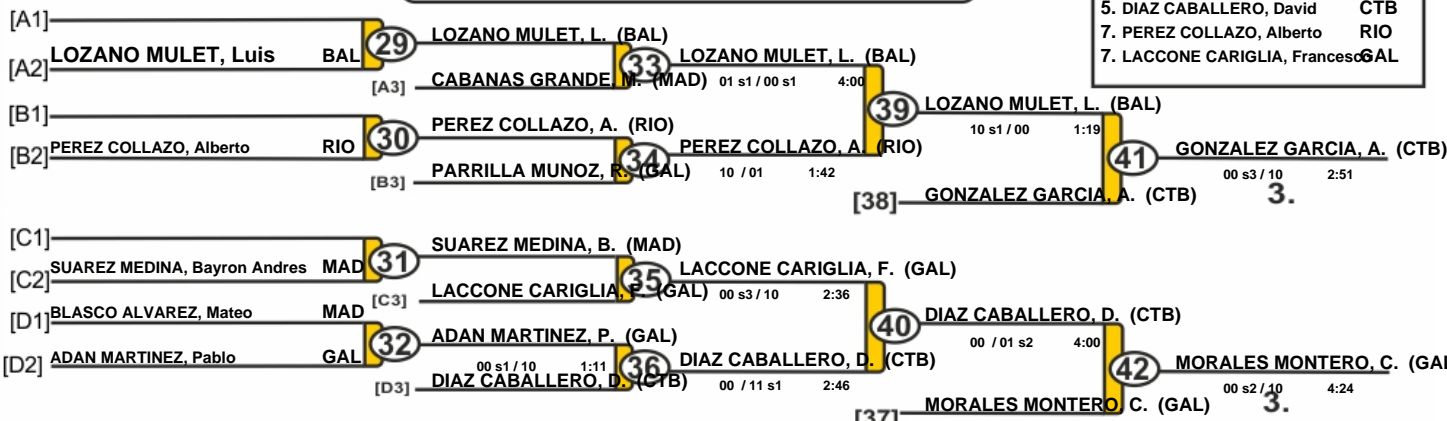 5. DIAZ CABALLERO, David CTB
7. PEREZ COLLAZO, Alberto RIO
7. LACCONE CARIGLIA, Francesco GAL
[A1]
[A2] LOZANO MULET, Luis BAL
29
LOZANO MULET, L. (BAL)
[A3] CABANAS GRANDE, M. (MAD)
33
LOZANO MULET, L. (BAL)
01 s1 / 00 s1 4:00
[B1]
[B2] PEREZ COLLAZO, Alberto RIO
30
PEREZ COLLAZO, A. (RIO)
[B3] PARRILLA MUNOZ, R. (GAL)
34
PEREZ COLLAZO, A. (RIO)
10 / 01 1:42
39
LOZANO MULET, L. (BAL)
10 s1 / 00 1:19
[38] GONZALEZ GARCIA, A. (CTB)
41
GONZALEZ GARCIA, A. (CTB)
00 s3 / 10 2:51
3.
[C1]
[C2] SUAREZ MEDINA, Bayron Andres MAD
31
SUAREZ MEDINA, B. (MAD)
[C3] LACCONE CARIGLIA, F. (GAL)
35
LACCONE CARIGLIA, F. (GAL)
00 s3 / 10 2:36
[D1] BLASCO ALVAREZ, Mateo MAD
[D2] ADAN MARTINEZ, Pablo GAL
32
ADAN MARTINEZ, P. (GAL)
00 s1 / 10 1:11
[D3] DIAZ CABALLERO, D. (CTB)
36
DIAZ CABALLERO, D. (CTB)
00 / 11 s1 2:46
40
DIAZ CABALLERO, D. (CTB)
00 / 01 s2 4:00
[37] MORALES MONTERO, C. (GAL)
42
MORALES MONTERO, C. (GAL
00 s2 / 10 4:24
3.